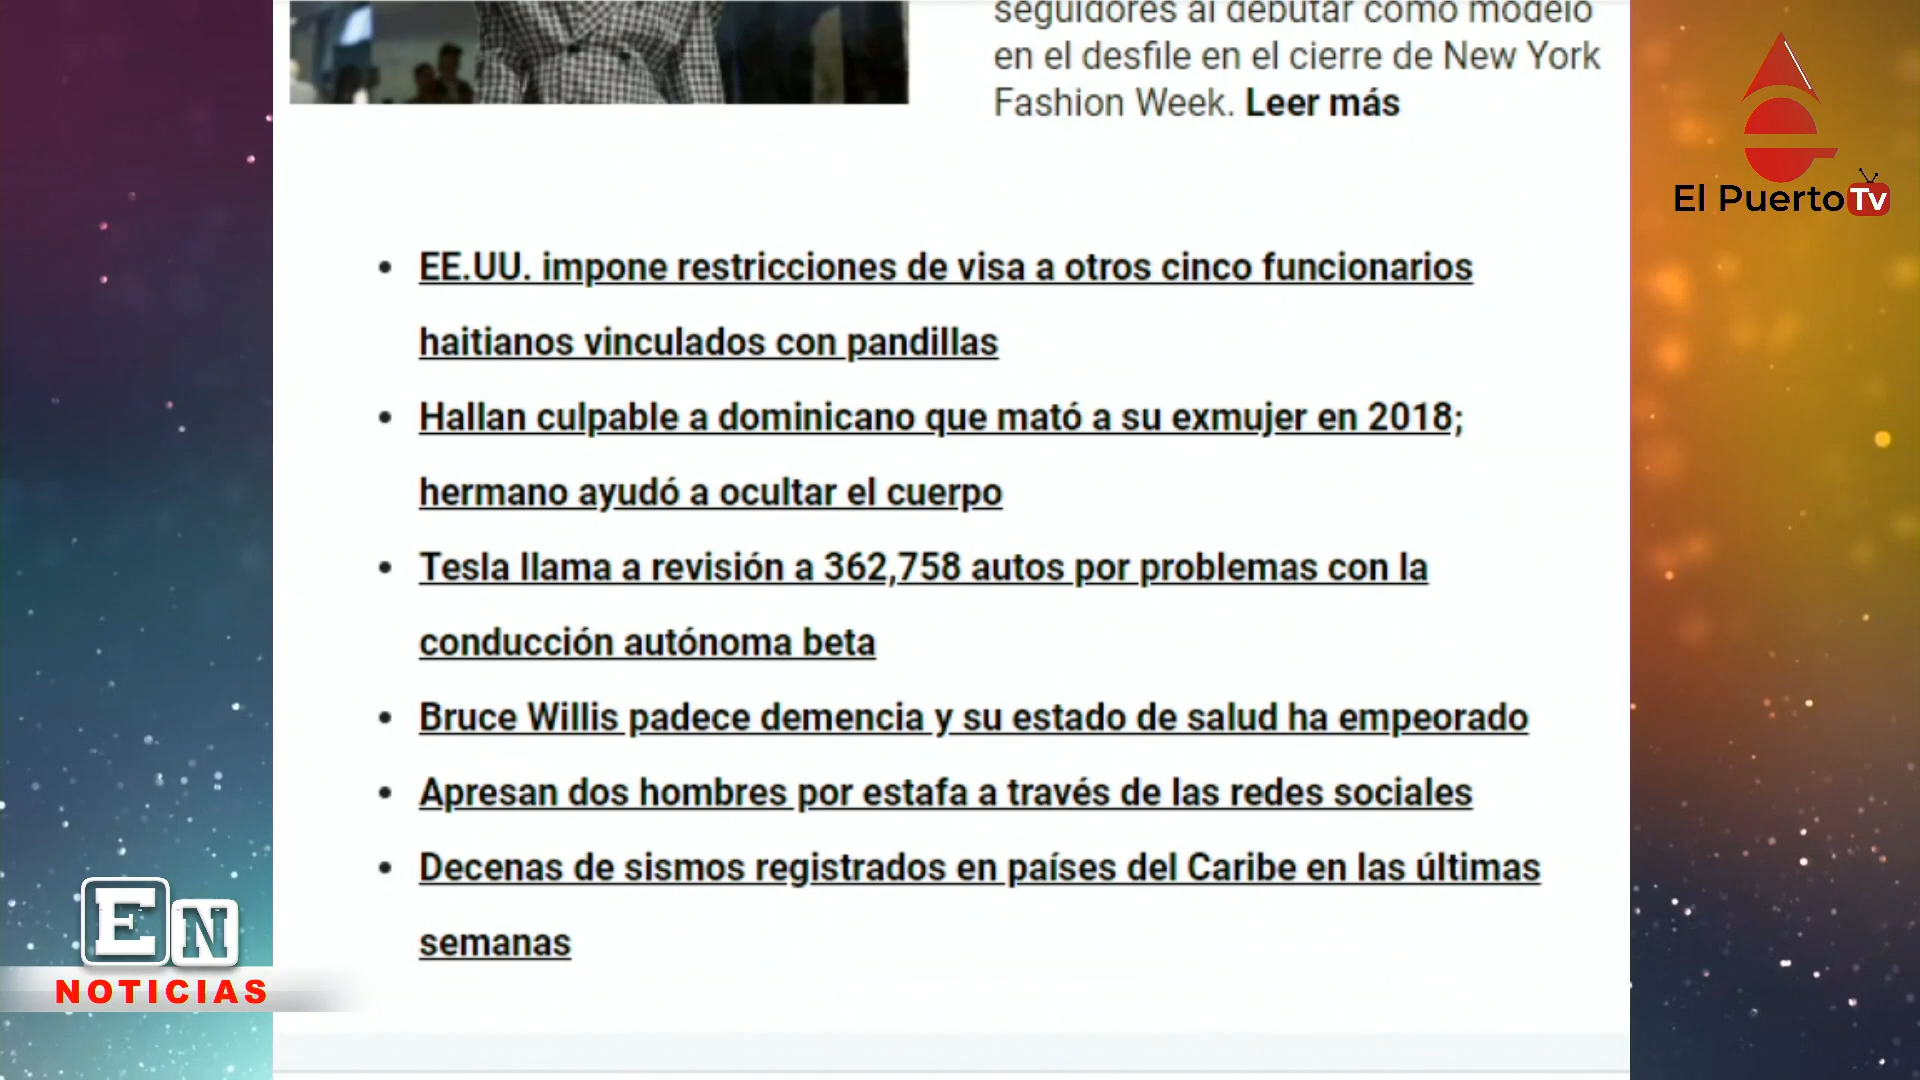 seguidores al debutar como modelo
en el desfile en el cierre de New York
Fashion Week. Leer más
El Puerto Tv
• EE.UU. impone restricciones de visa a otros cinco funcionarios
haitianos vinculados con pandillas
• Hallan culpable a dominicano que mató a su exmujer en 2018;
hermano ayudó a ocultar el cuerpo
• Tesla llama a revisión a 362,758 autos por problemas con la
conducción autónoma beta
• Bruce Willis padece demencia y su estado de salud ha empeorado
• Apresan dos hombres por estafa a través de las redes sociales
• Decenas de sismos registrados en países del Caribe en las últimas
semanas
EN
NOTICIAS